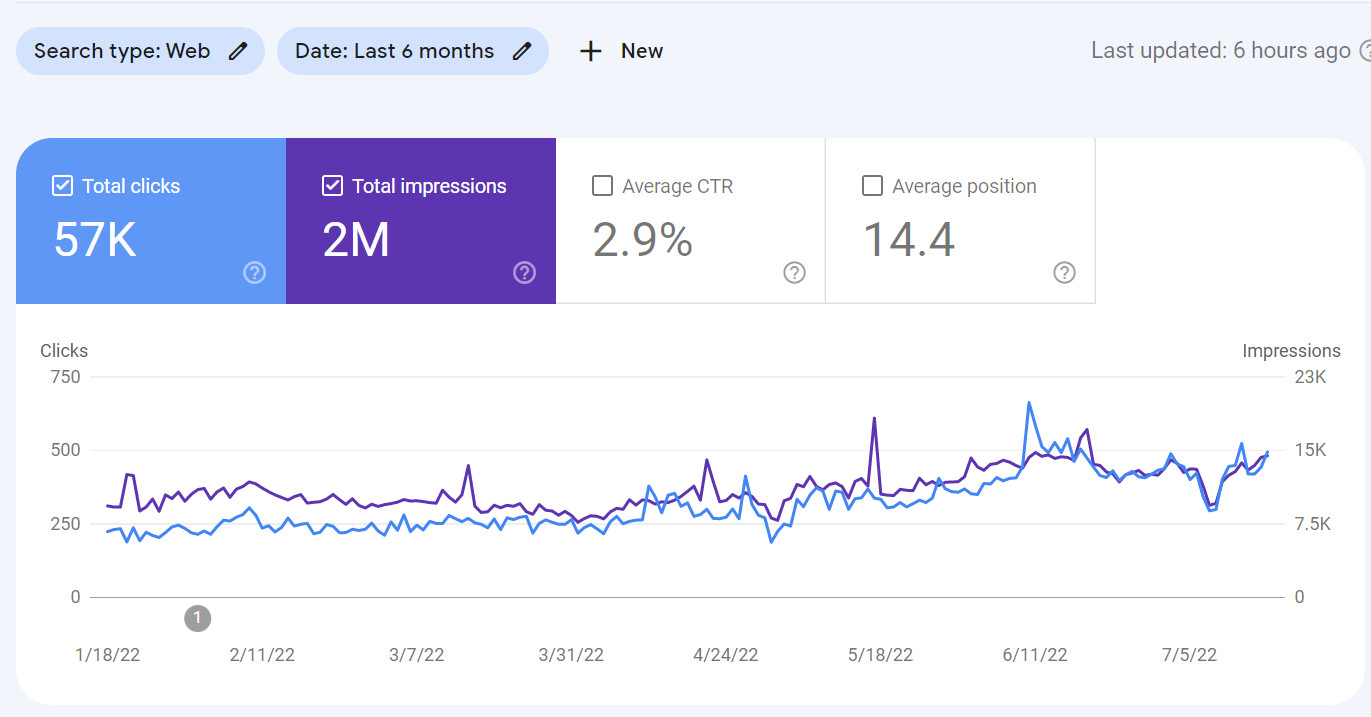 Search type: Web Date: Last 6 months + New Last updated: 6 hours ago
Total clicks Total impressions Average CTR Average position
57K 2M 2.9% 14.4
Clicks Impressions
750 23K
500 15K
250 7.5K
0 0
1
1/18/22 2/11/22 3/7/22 3/31/22 4/24/22 5/18/22 6/11/22 7/5/22